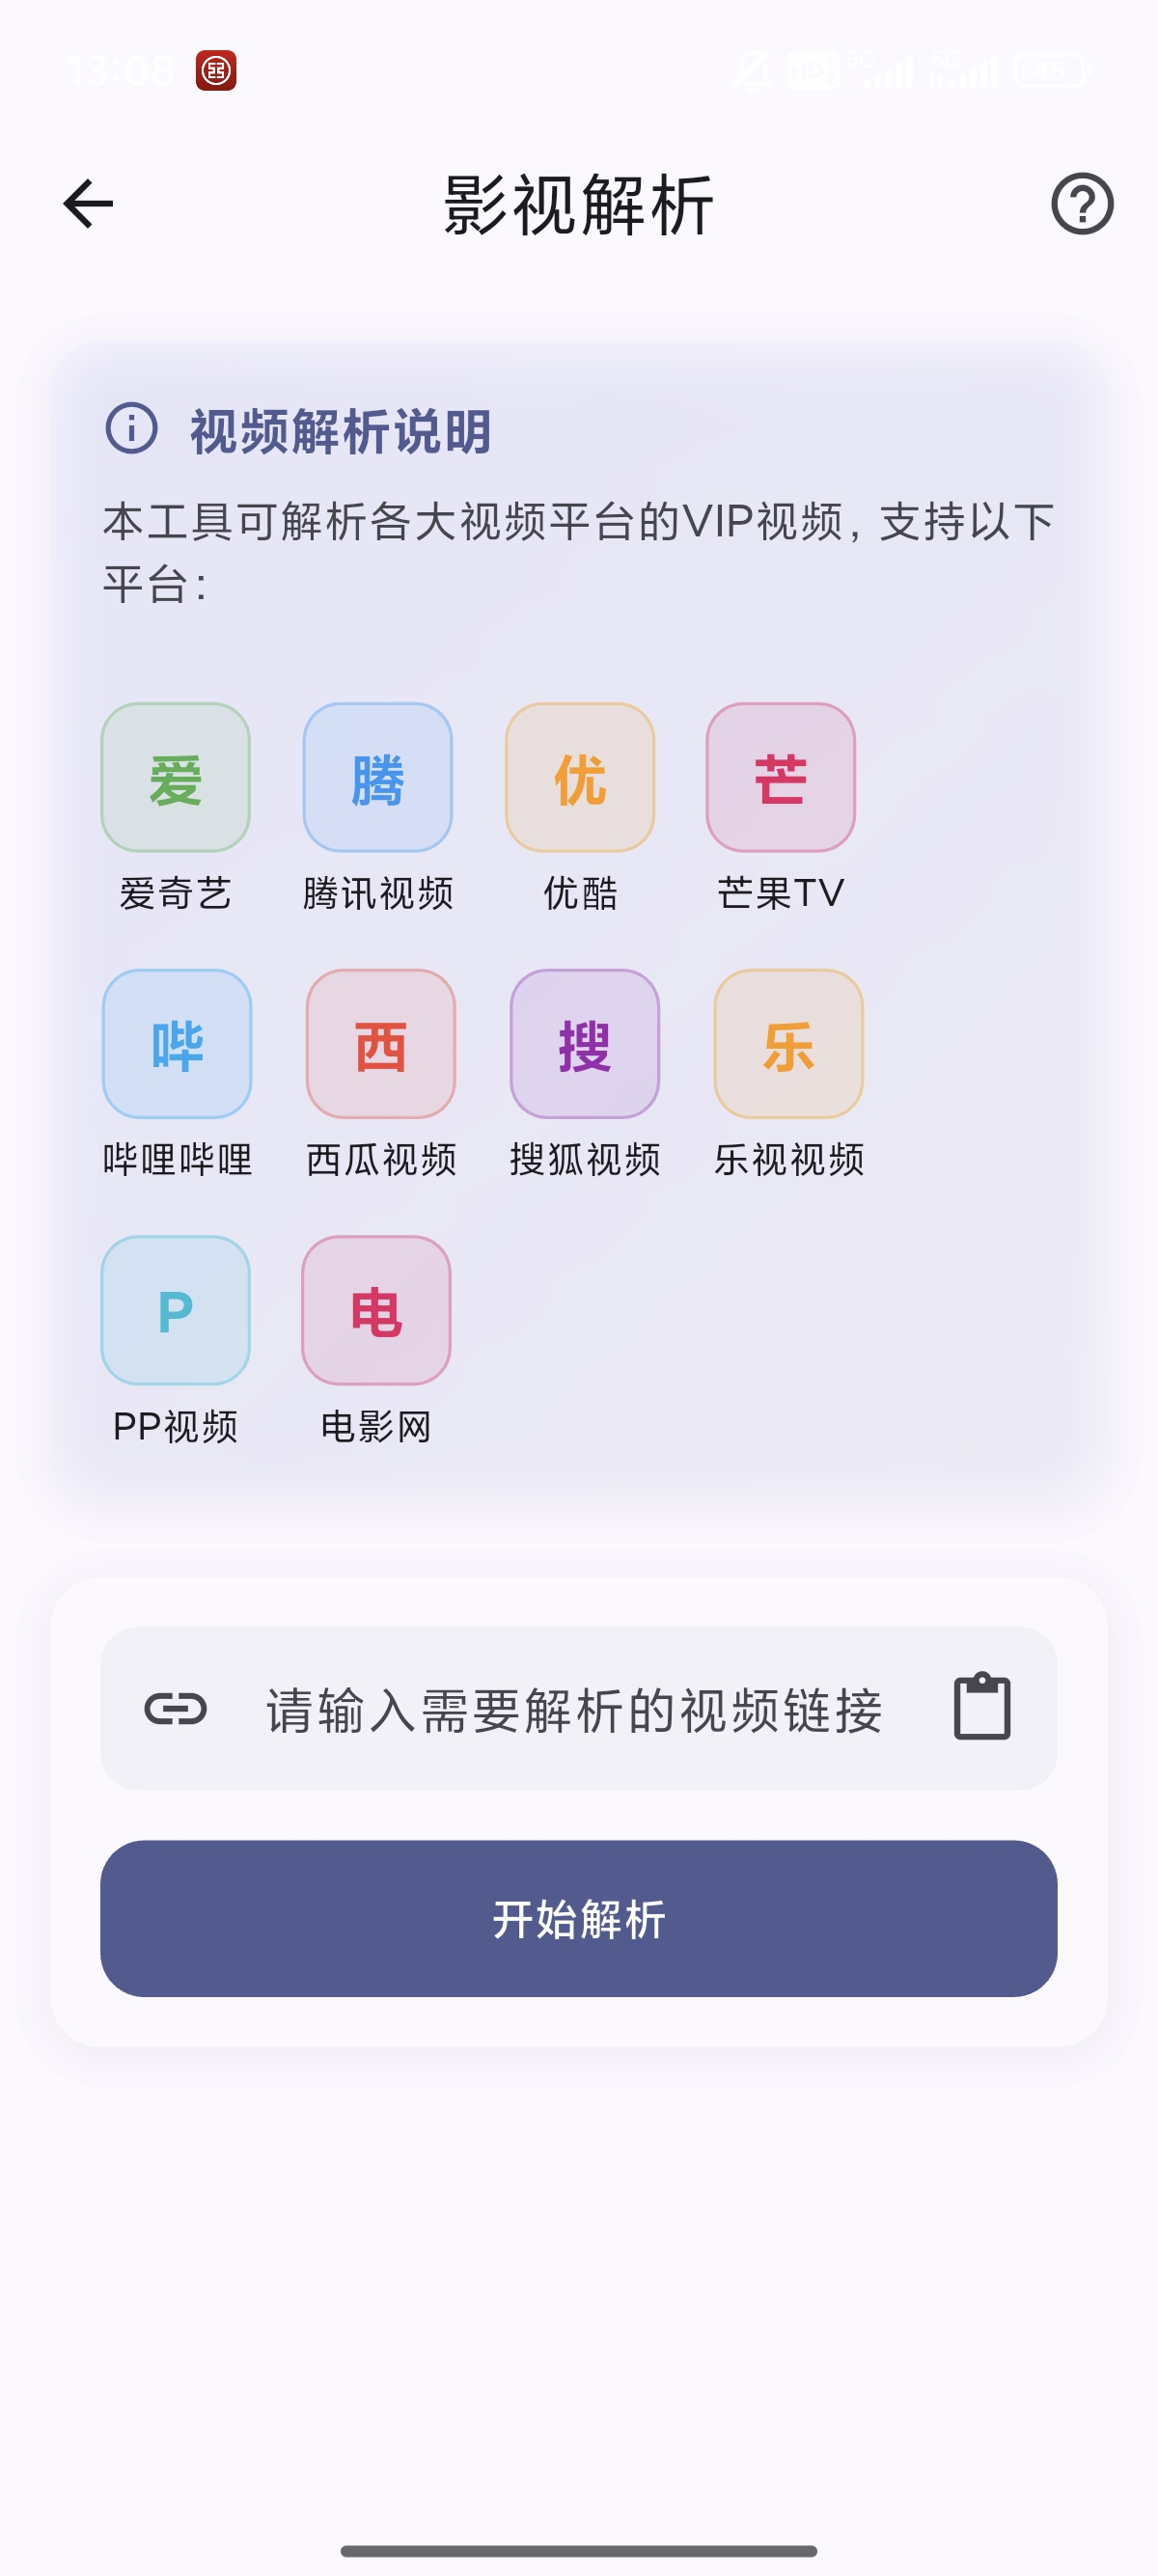 13:08 HD 5G 5G 45
影视解析
视频解析说明
本工具可解析各大视频平台的VIP视频，支持以下
平台：
爱 腾 优 芒
爱奇艺 腾讯视频 优酷 芒果TV
哔 西 搜 乐
哔哩哔哩 西瓜视频 搜狐视频 乐视视频
P 电
PP视频 电影网
请输入需要解析的视频链接
开始解析